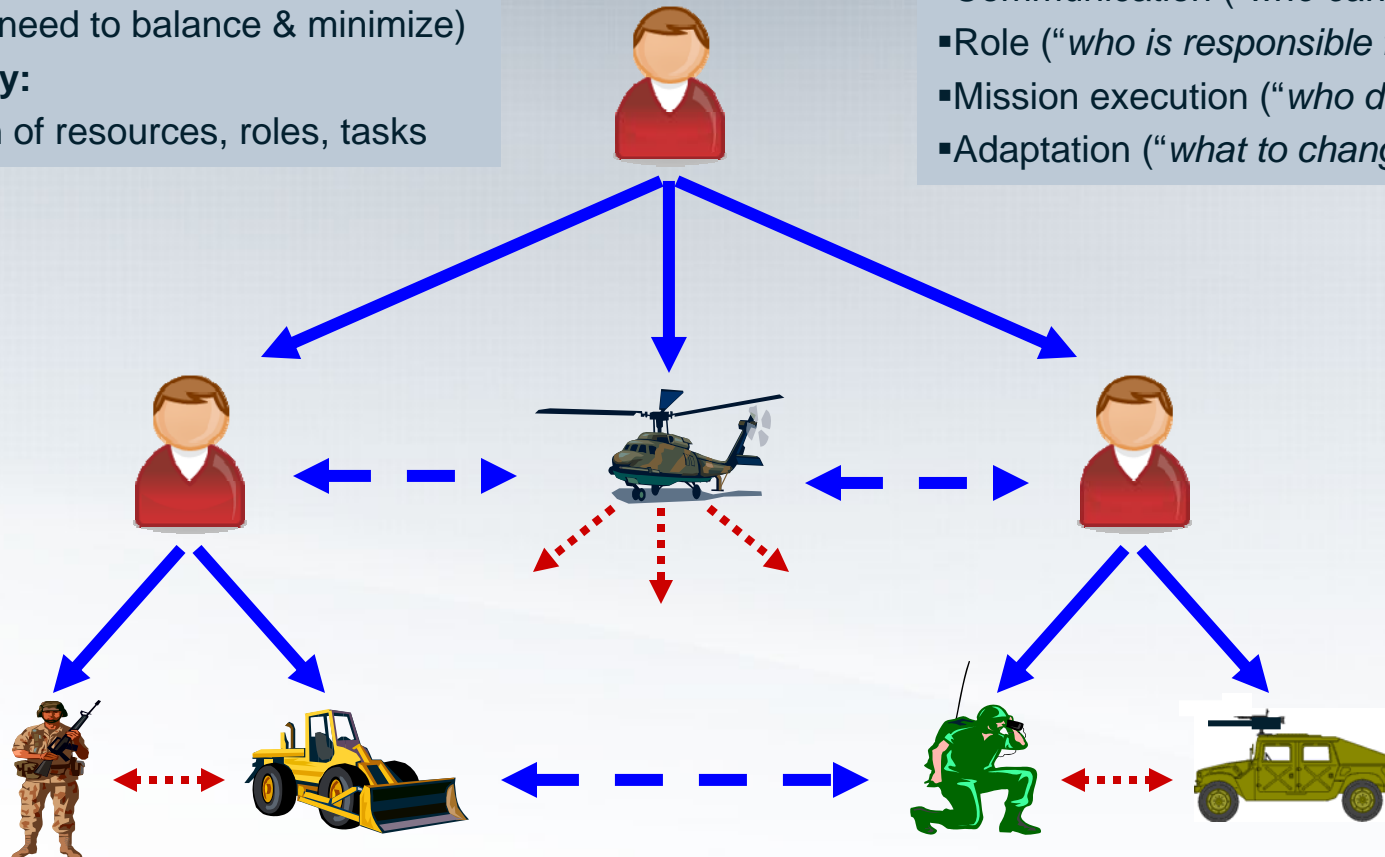 need to balance & minimize)
y:
n of resources, roles, tasks
▪Role ("who is responsible
▪Mission execution ("who d
▪Adaptation ("what to chang